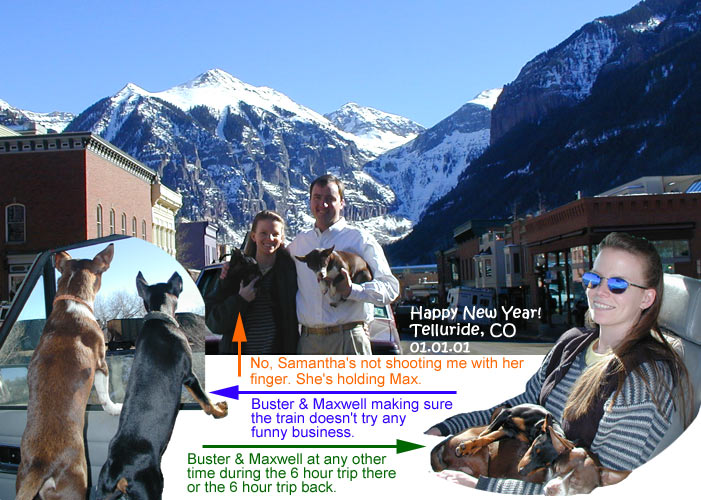 Happy New Year!
Telluride, CO
01.01.01
No, Samantha's not shooting me with her
finger. She's holding Max.
Buster & Maxwell making sure
the train doesn't try any
funny business.
Buster & Maxwell at any other
time during the 6 hour trip there
or the 6 hour trip back.